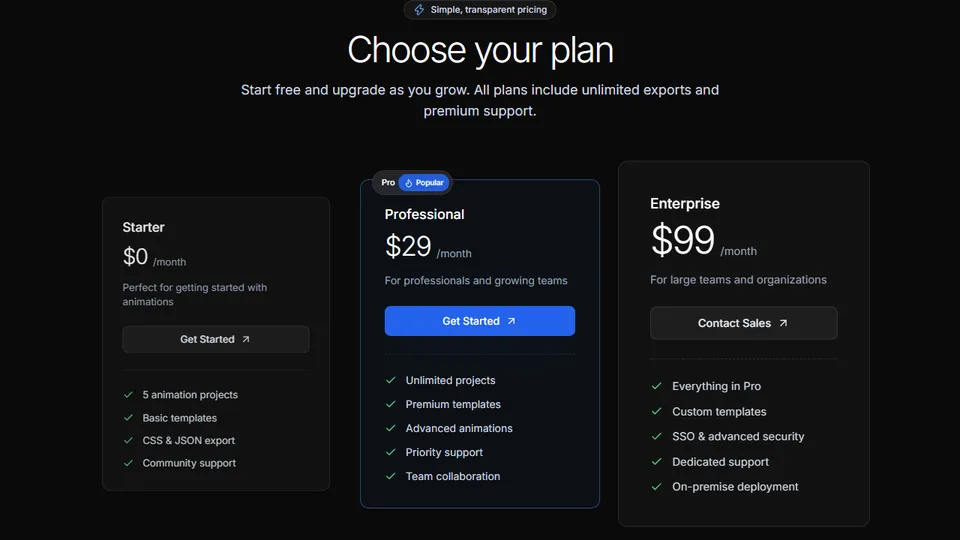 Simple, transparent pricing
Choose your plan
Start free and upgrade as you grow. All plans include unlimited exports and
premium support.
Starter
$0 /month
Perfect for getting started with
animations
Get Started
5 animation projects
Basic templates
CSS & JSON export
Community support
Pro Popular
Professional
$29 /month
For professionals and growing teams
Get Started
Unlimited projects
Premium templates
Advanced animations
Priority support
Team collaboration
Enterprise
$99 /month
For large teams and organizations
Contact Sales
Everything in Pro
Custom templates
SSO & advanced security
Dedicated support
On-premise deployment